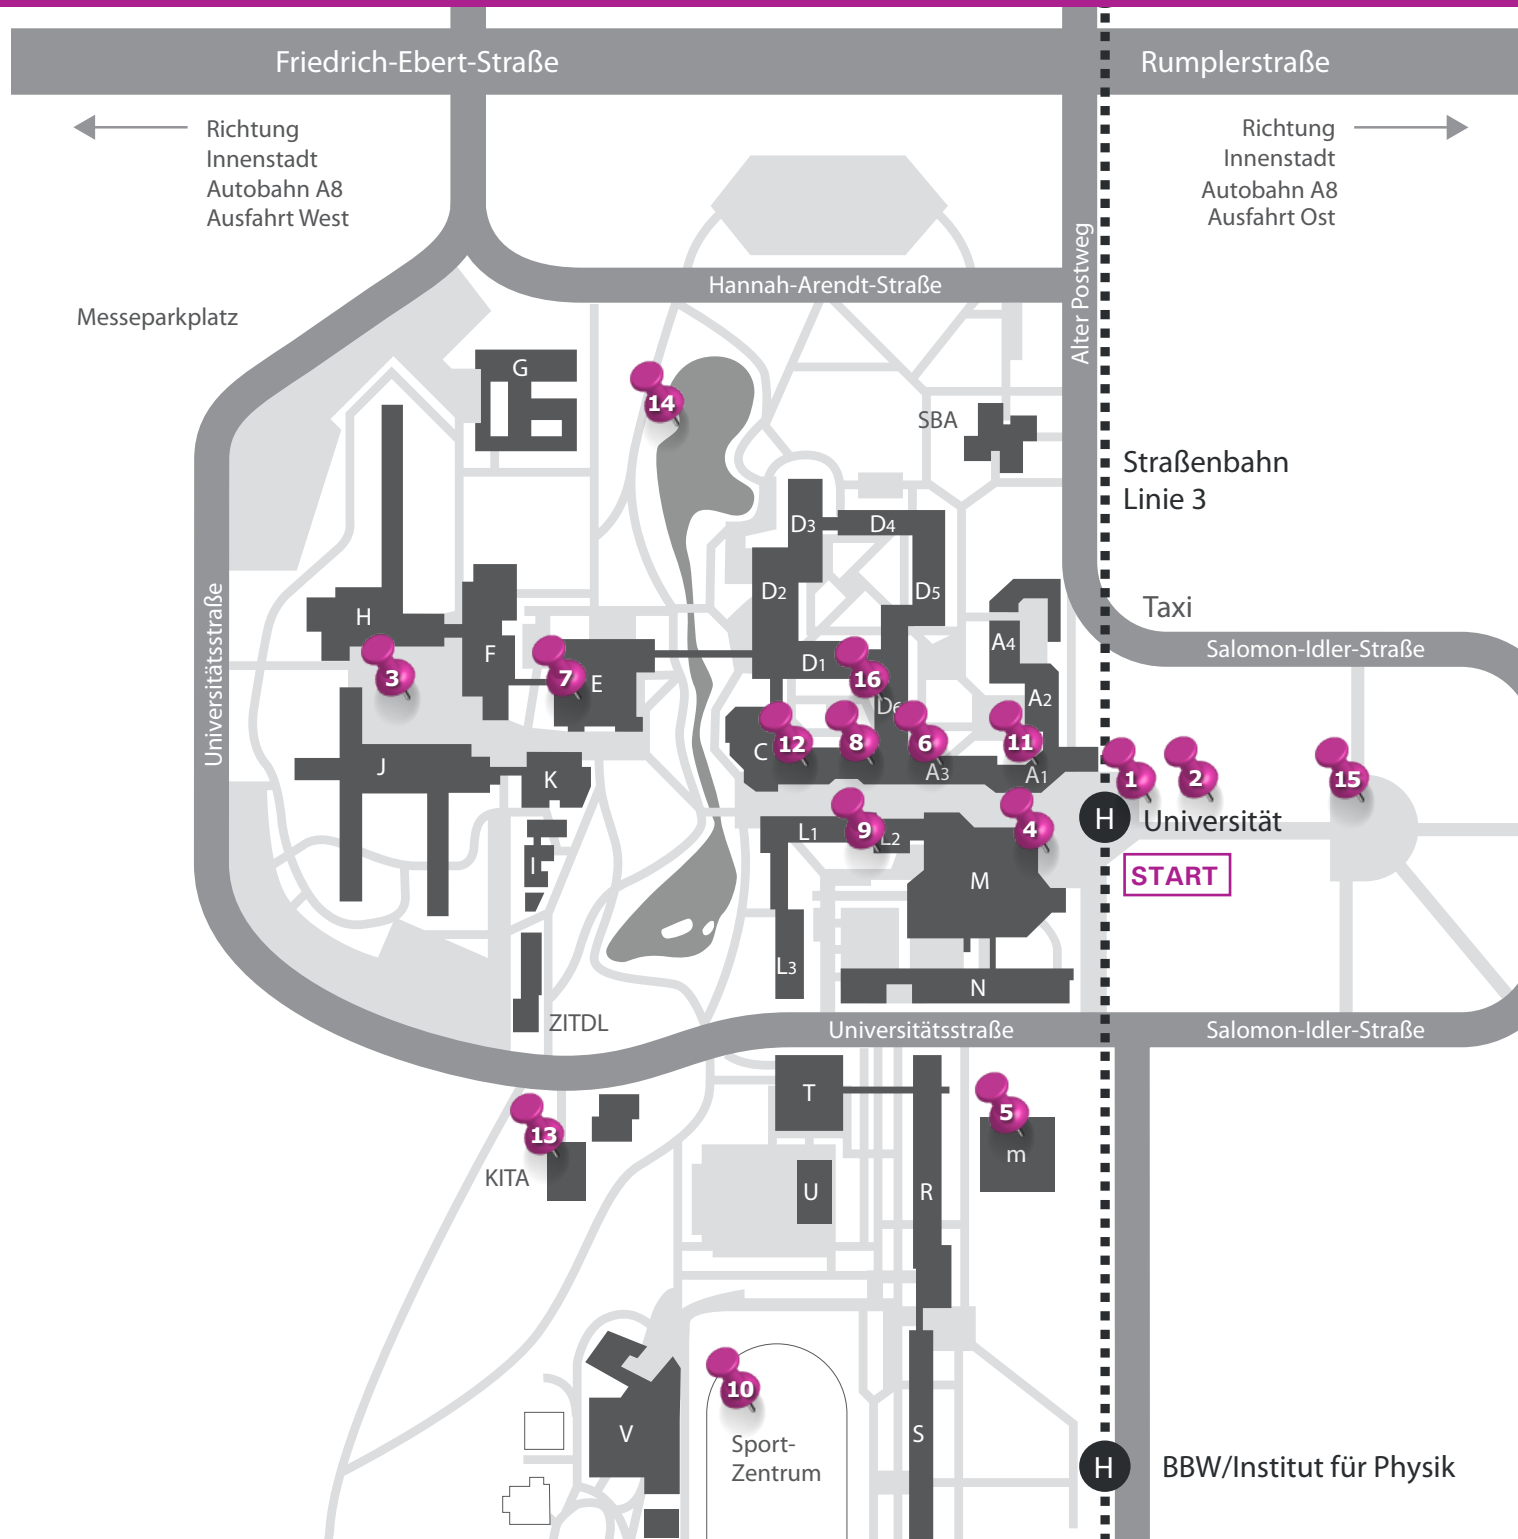 Friedrich-Ebert-Straße
Rumplerstraße
Richtung
Innenstadt
Autobahn A8
Ausfahrt West
Richtung
Innenstadt
Autobahn A8
Ausfahrt Ost
Alter Postweg
Hannah-Arendt-Straße
Messeparkplatz
G
14
SBA
Straßenbahn
Linie 3
D3
D4
D2
D5
Universitätsstraße
H
Taxi
F
A4
Salomon-Idler-Straße
3
7
E
D1
16
A2
D6
C
12
8
6
11
A3
A1
J
K
1
2
15
H
Universität
L1
9
L2
4
I
M
START
L3
N
ZITDL
Universitätsstraße
Salomon-Idler-Straße
T
5
13
m
KITA
U
R
10
V
Sport-
Zentrum
S
H
BBW/Institut für Physik